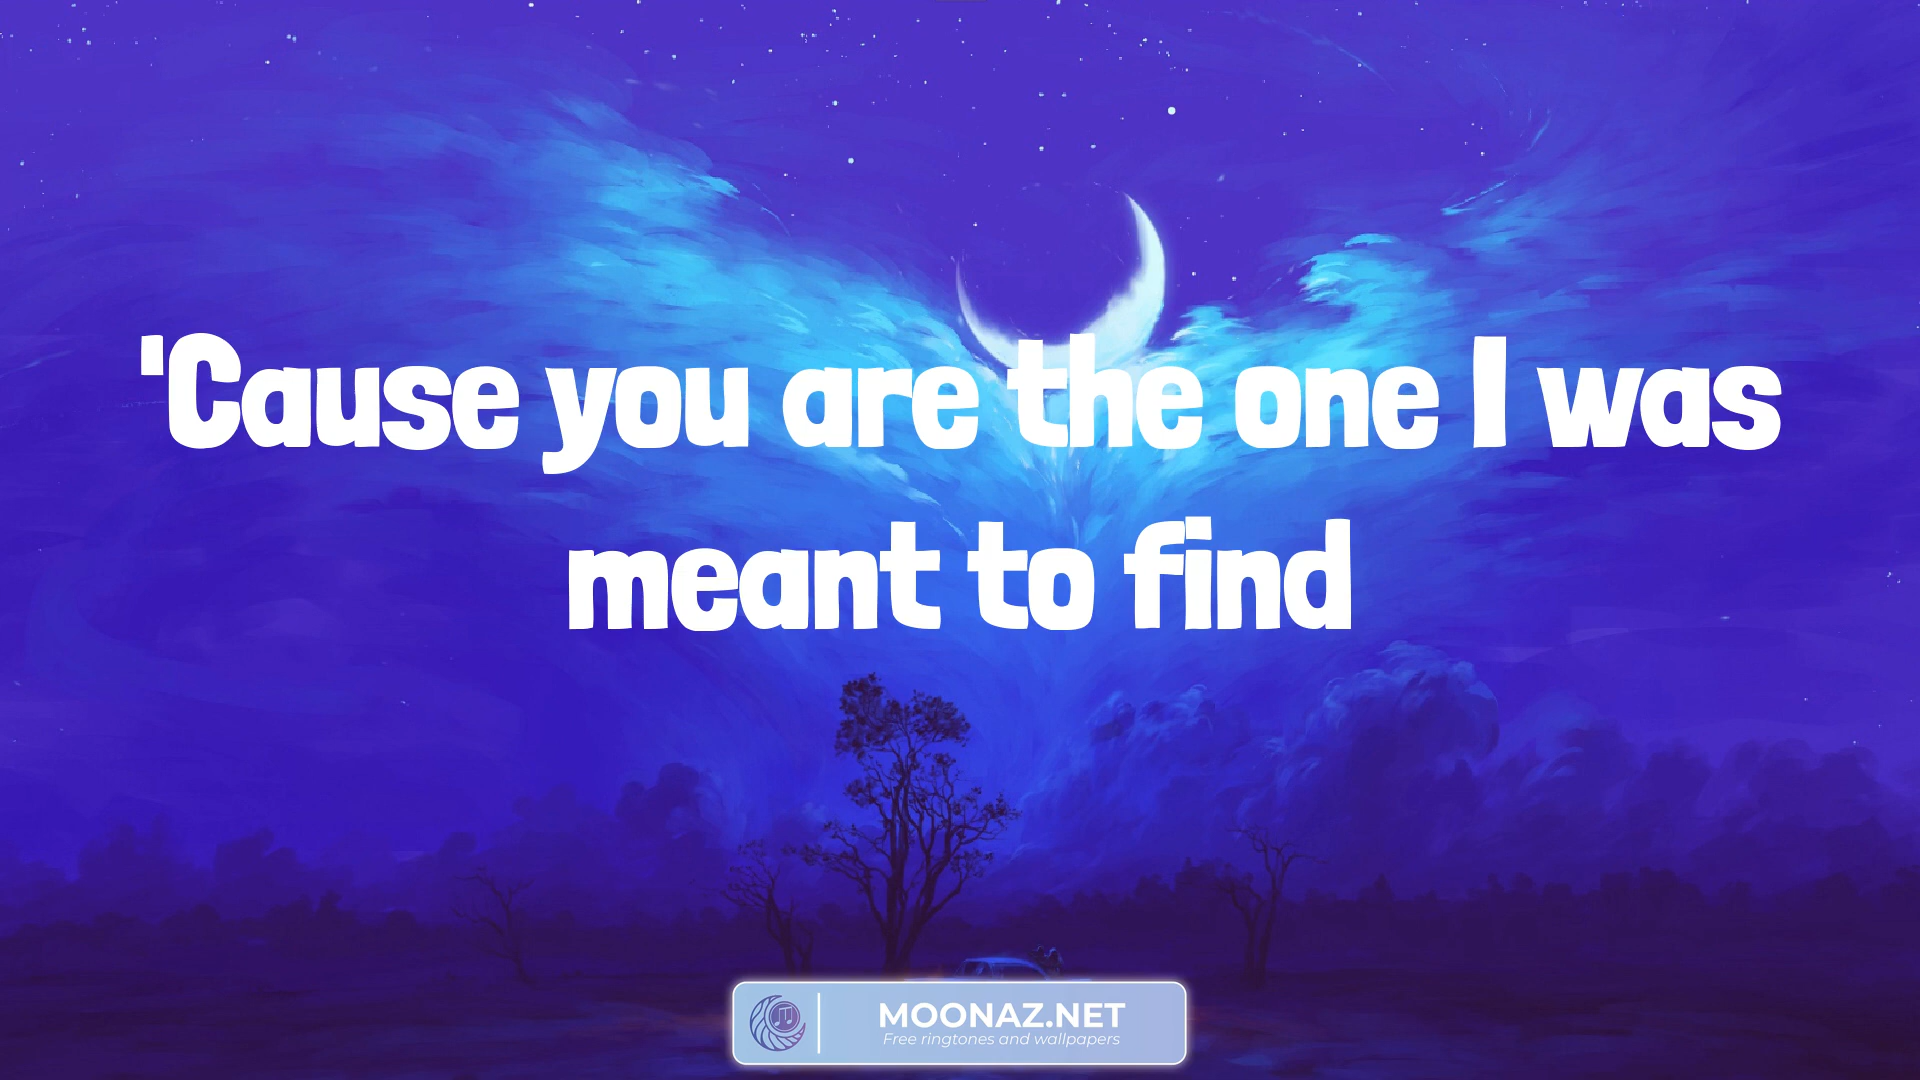 'Cause you are the one I was
meant to find
MOONAZ.NET
Free ringtones and wallpapers